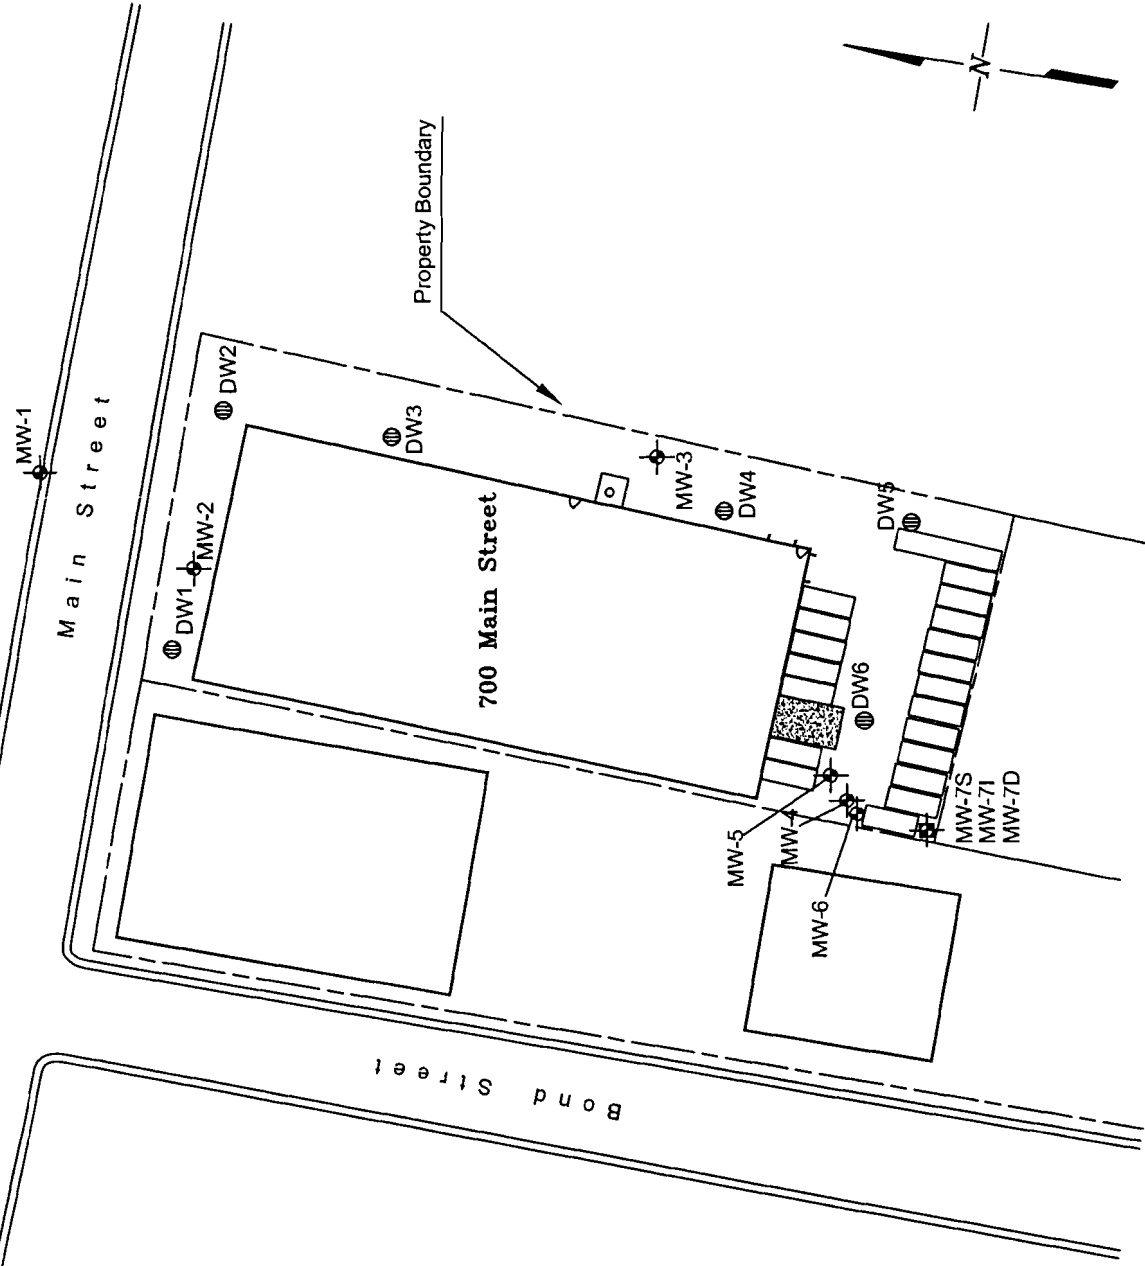 MW-1
Main Street
N
Property Boundary
DW2
DW3
MW-2
DW1
MW-3
700 Main Street
DW4
DW5
DW6
MW-5
MW-4
MW-6
MW-7S
MW-7I
MW-7D
Bond Street